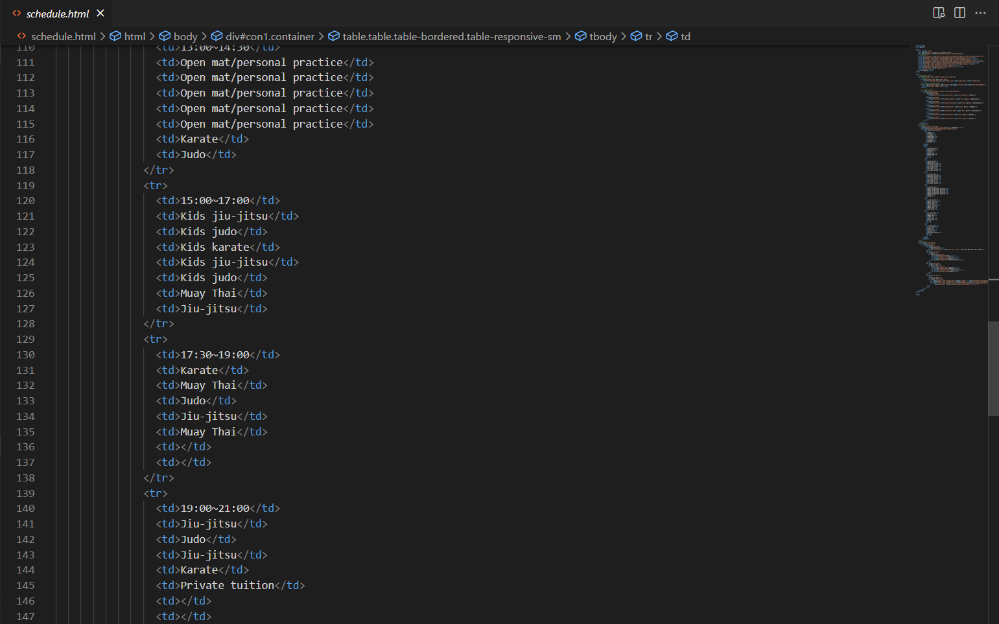 schedule.html
schedule.html > html > body > div#con1.container > table.table.table-bordered.table-responsive-sm > tbody > tr > td
110 <td>13:00~14:30</td>
111 <td>Open mat/personal practice</td>
112 <td>Open mat/personal practice</td>
113 <td>Open mat/personal practice</td>
114 <td>Open mat/personal practice</td>
115 <td>Open mat/personal practice</td>
116 <td>Karate</td>
117 <td>Judo</td>
118 </tr>
119 <tr>
120 <td>15:00~17:00</td>
121 <td>Kids jiu-jitsu</td>
122 <td>Kids judo</td>
123 <td>Kids karate</td>
124 <td>Kids jiu-jitsu</td>
125 <td>Kids judo</td>
126 <td>Muay Thai</td>
127 <td>Jiu-jitsu</td>
128 </tr>
129 <tr>
130 <td>17:30~19:00</td>
131 <td>Karate</td>
132 <td>Muay Thai</td>
133 <td>Judo</td>
134 <td>Jiu-jitsu</td>
135 <td>Muay Thai</td>
136 <td></td>
137 <td></td>
138 </tr>
139 <tr>
140 <td>19:00~21:00</td>
141 <td>Jiu-jitsu</td>
142 <td>Judo</td>
143 <td>Jiu-jitsu</td>
144 <td>Karate</td>
145 <td>Private tuition</td>
146 <td></td>
147 <td></td>